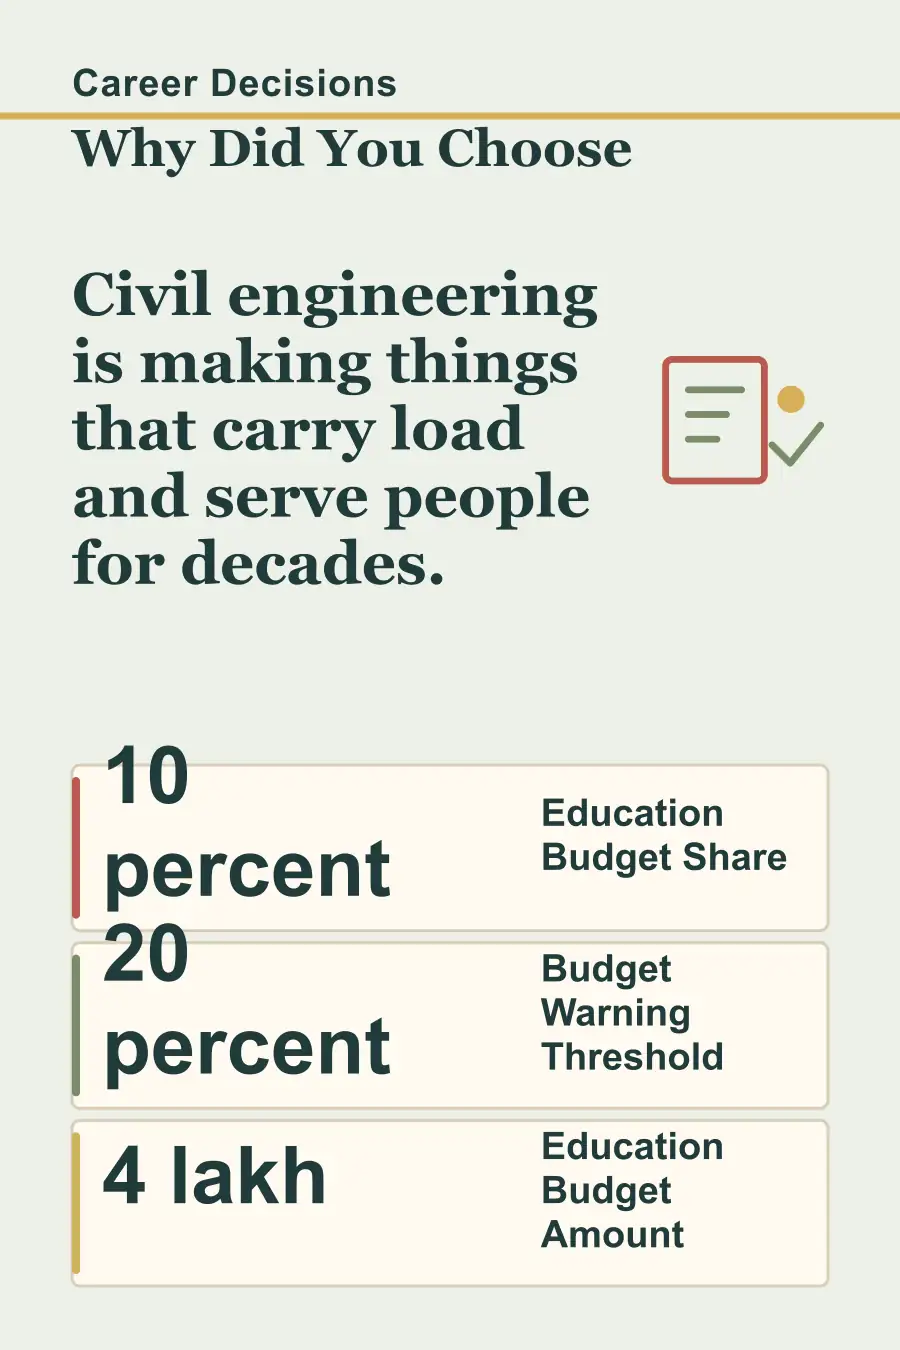 Career Decisions
Why Did You Choose
Civil engineering
is making things
that carry load
and serve people
for decades.
10
percent
Education
Budget Share
20
percent
Budget
Warning
Threshold
4 lakh
Education
Budget
Amount